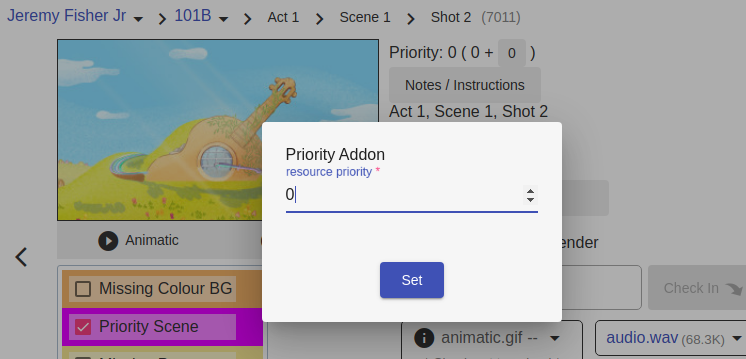 Jeremy Fisher Jr 101B Act 1 Scene 1 Shot 2 (7011)
Priority: 0 ( 0 + 0 )
Notes / Instructions
Act 1, Scene 1, Shot 2
Priority Addon
resource priority *
0
Set
Animatic
ender
Missing Colour BG
Priority Scene
Check In
animatic.gif --
audio.wav (68.3K)